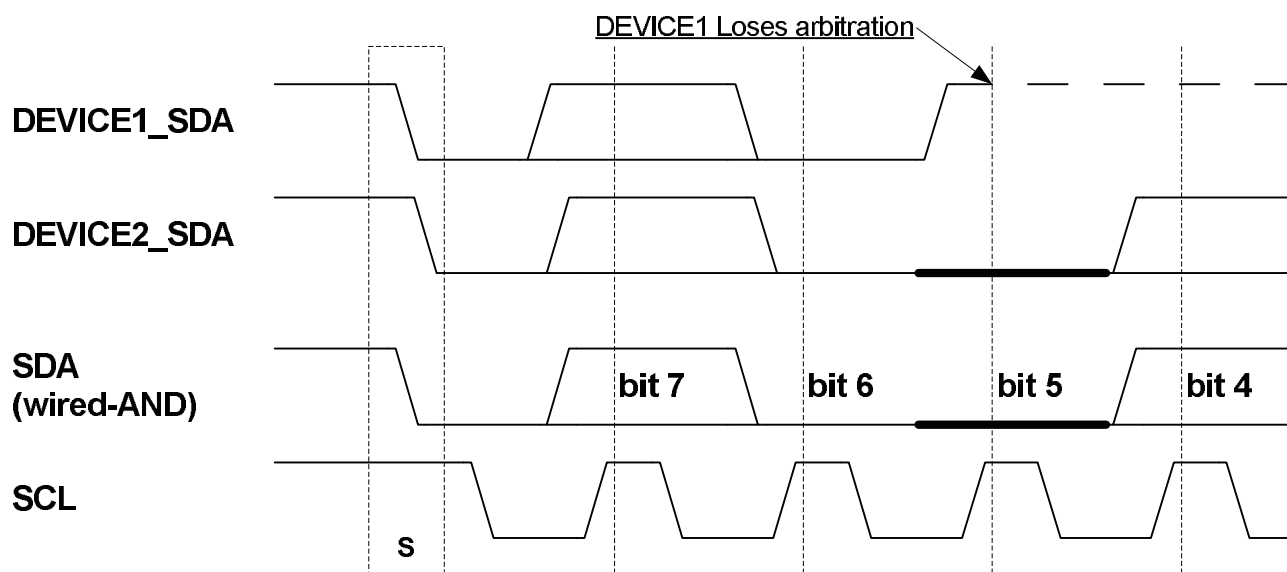 DEVICE1 Loses arbitration
DEVICE1_SDA
DEVICE2_SDA
SDA
(wired-AND)
bit 7
bit 6
bit 5
bit 4
SCL
S